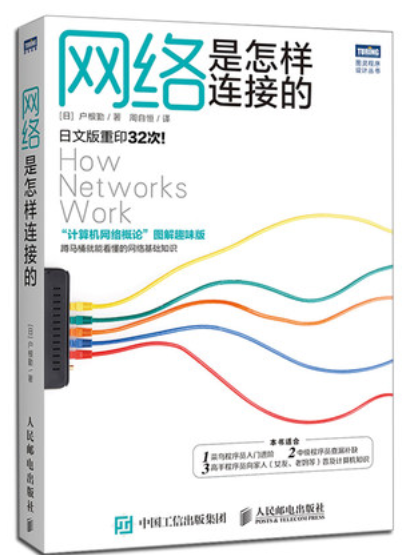 TURING
图灵程序
设计丛书
网络
是怎样
连接的
[日] 户根勤/著 周自恒/译
日文版重印32次!
How
Networks
Work
“计算机网络概论”图解趣味版
蹲马桶就能看懂的网络基础知识
本书适合
1菜鸟程序员入门进阶 2中级程序员查漏补缺
3高手程序员向家人(女友、老妈等)普及计算机知识
中国工信出版集团
人民邮电出版社
POSTS & TELECOM PRESS
网络
是怎样连接的
[日]户根勤/著
人民邮电出版社